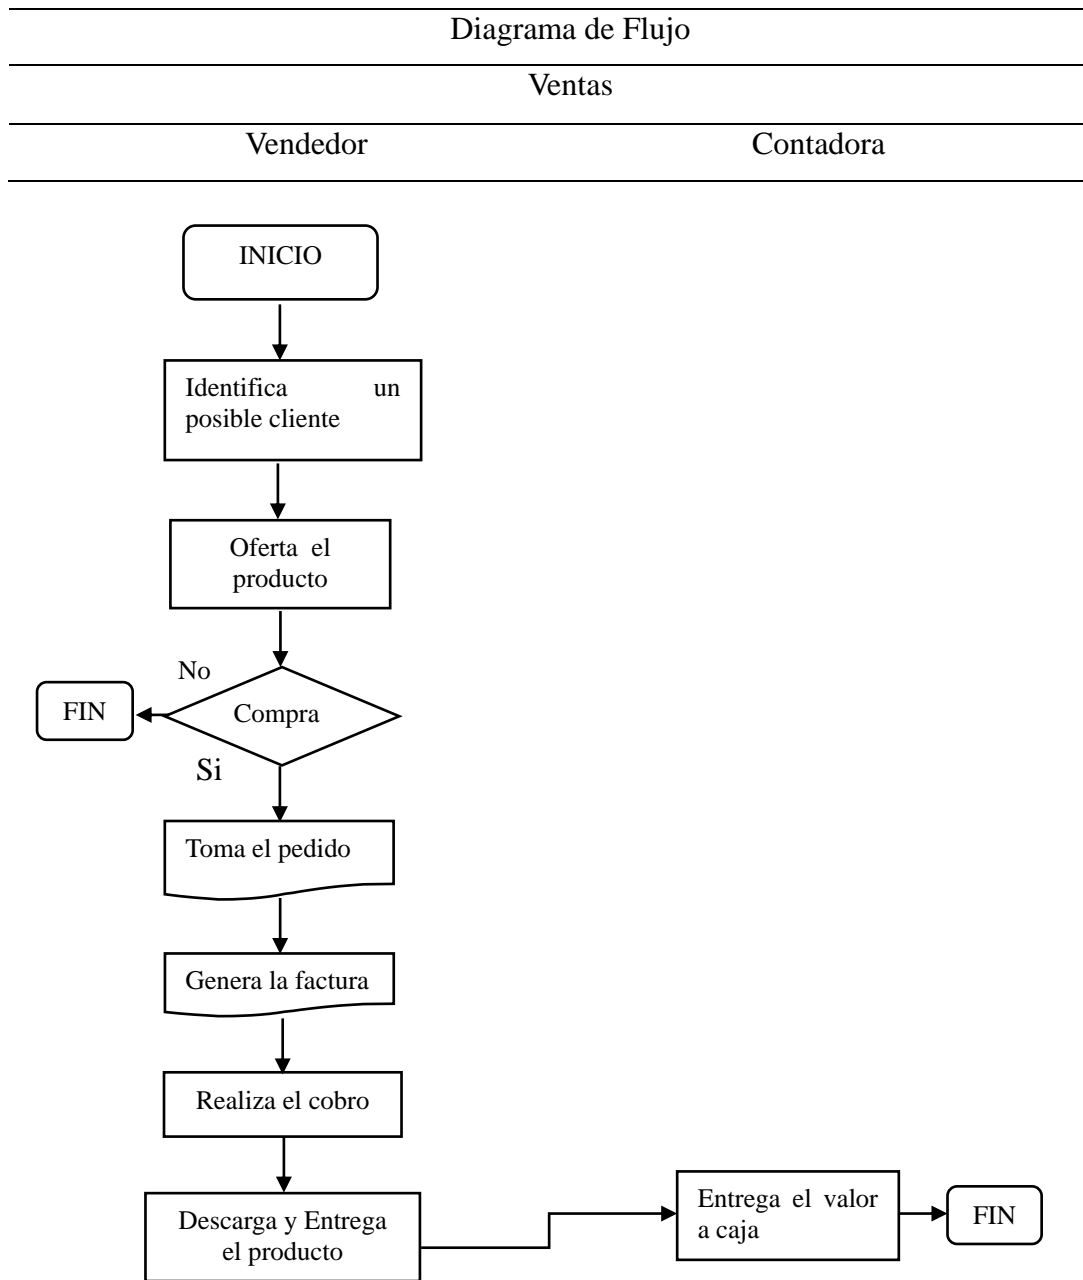 Diagrama de Flujo
Ventas
Vendedor
Contadora
INICIO
Identifica un
posible cliente
Oferta el
producto
No
FIN
Compra
Si
Toma el pedido
Genera la factura
Realiza el cobro
Descarga y Entrega
el producto
Entrega el valor
a caja
FIN